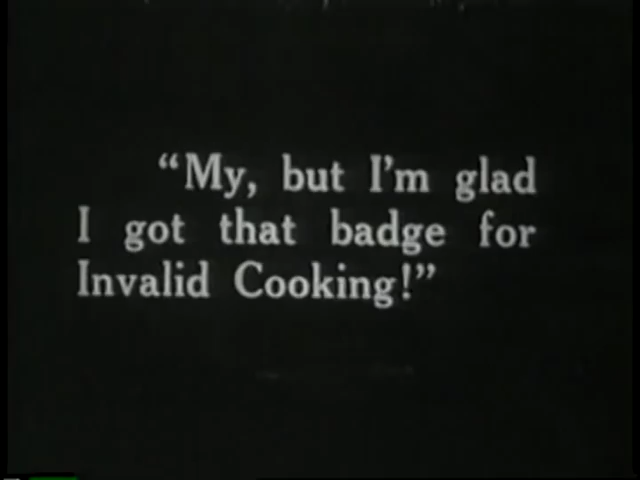 “My, but I’m glad
I got that badge for
Invalid Cooking!”